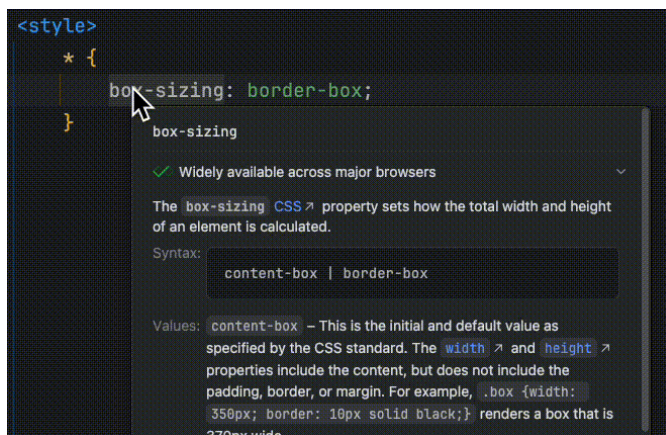 <style>
* {
box-sizing: border-box;
}
box-sizing
Widely available across major browsers
The box-sizing CSS↗ property sets how the total width and height
of an element is calculated.
Syntax:
content-box | border-box
Values: content-box – This is the initial and default value as
specified by the CSS standard. The width ↗ and height ↗
properties include the content, but does not include the
padding, border, or margin. For example, .box {width:
350px; border: 10px solid black;} renders a box that is
370px wide.